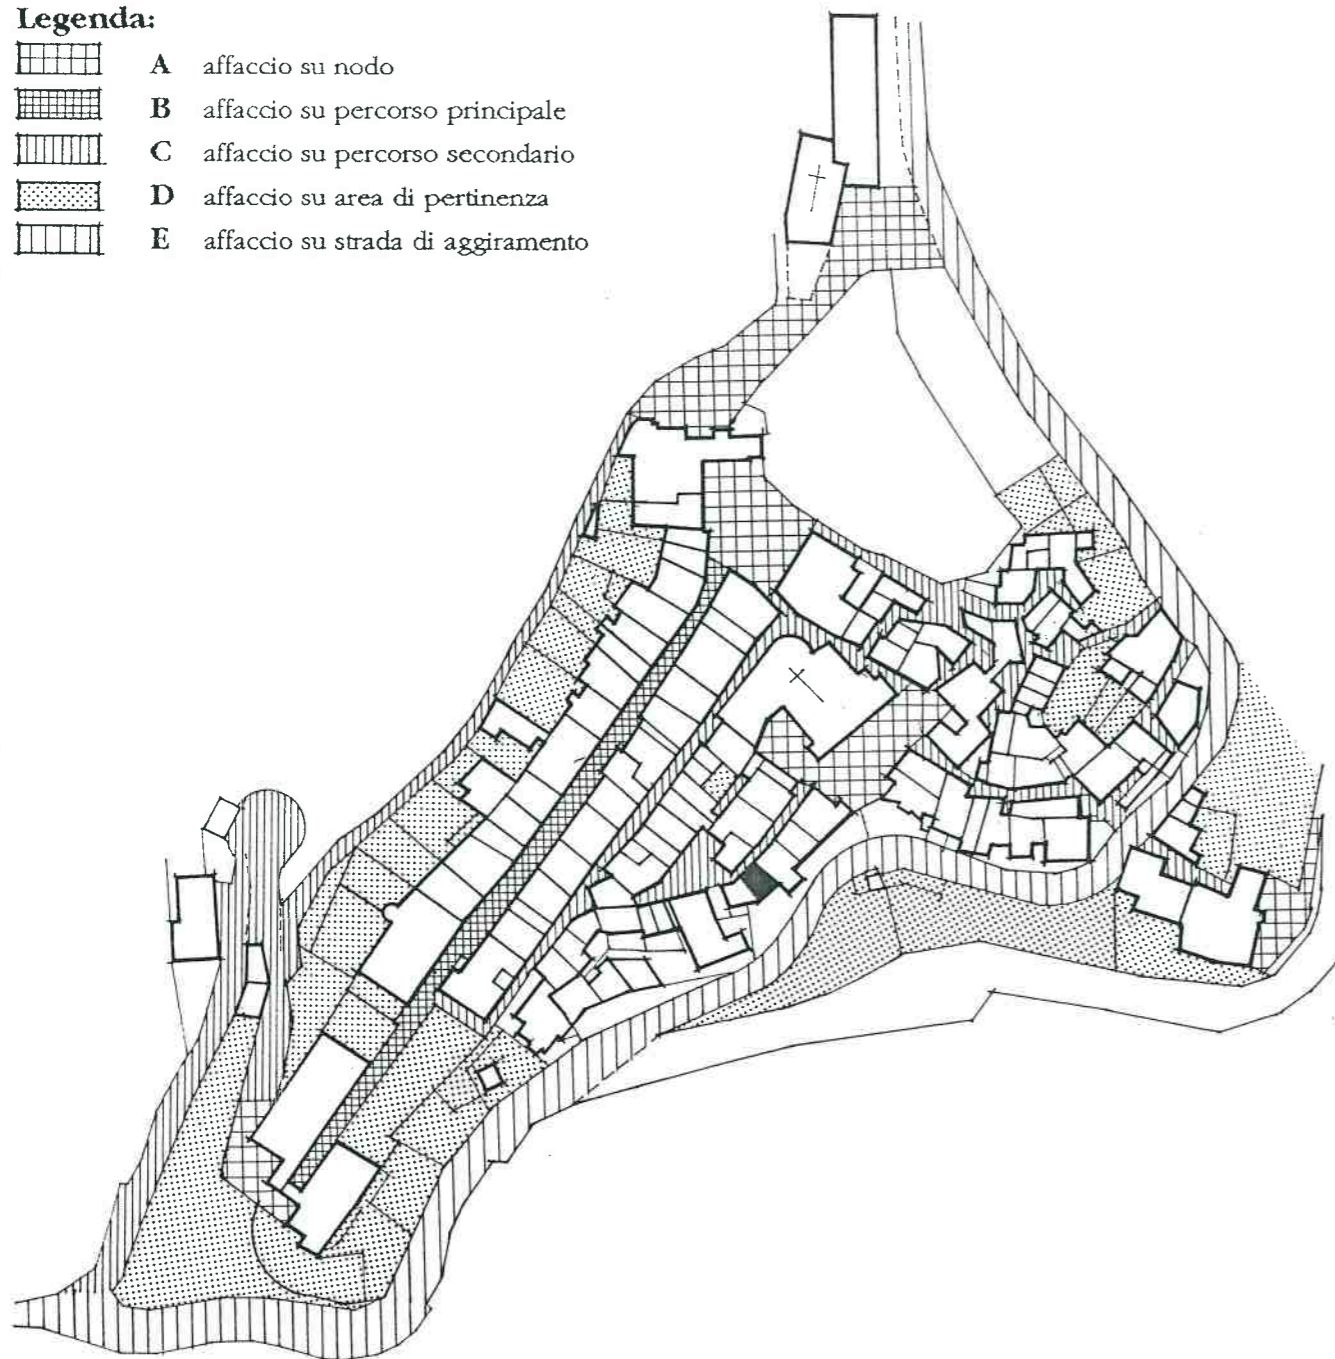 Legenda:
A affaccio su nodo
B affaccio su percorso principale
C affaccio su percorso secondario
D affaccio su area di pertinenza
E affaccio su strada di aggiramento